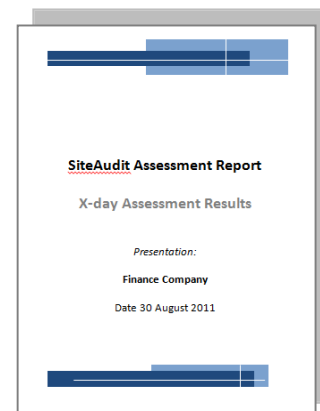 SiteAudit Assessment Report
X-day Assessment Results
Presentation:
Finance Company
Date 30 August 2011